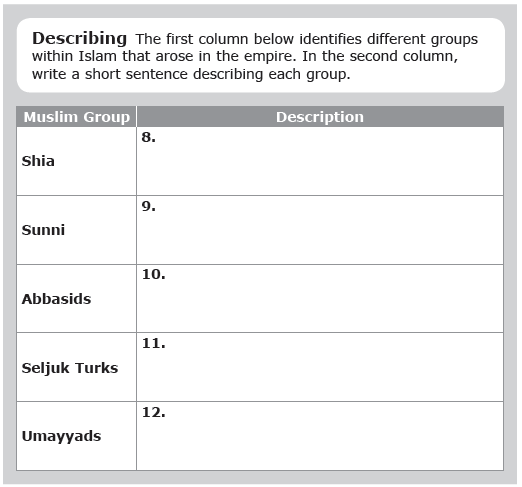 Describing The first column below identifies different groups
within Islam that arose in the empire. In the second column,
write a short sentence describing each group.
Muslim Group Description
8.
Shia
9.
Sunni
10.
Abbasids
11.
Seljuk Turks
12.
Umayyads